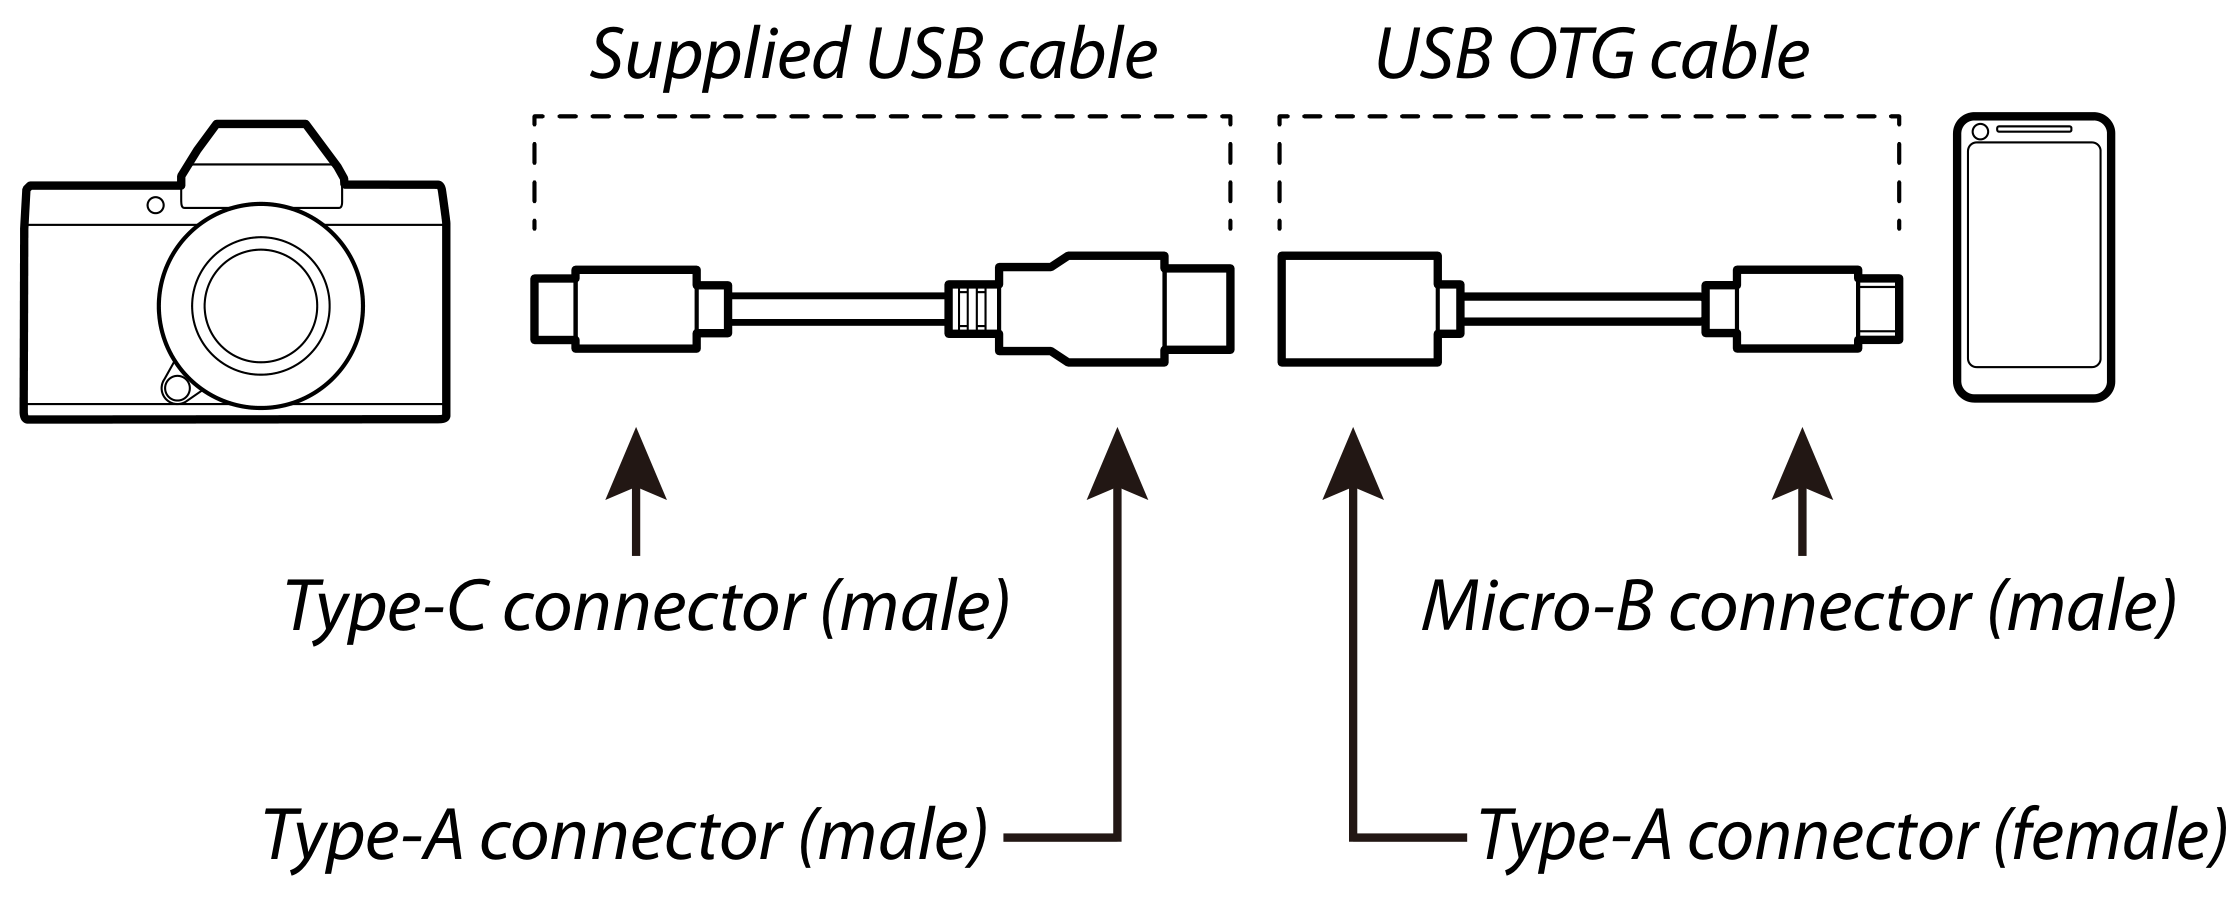 Supplied USB cable
USB OTG cable
Type-C connector (male)
Micro-B connector (male)
Type-A connector (male)
Type-A connector (female)